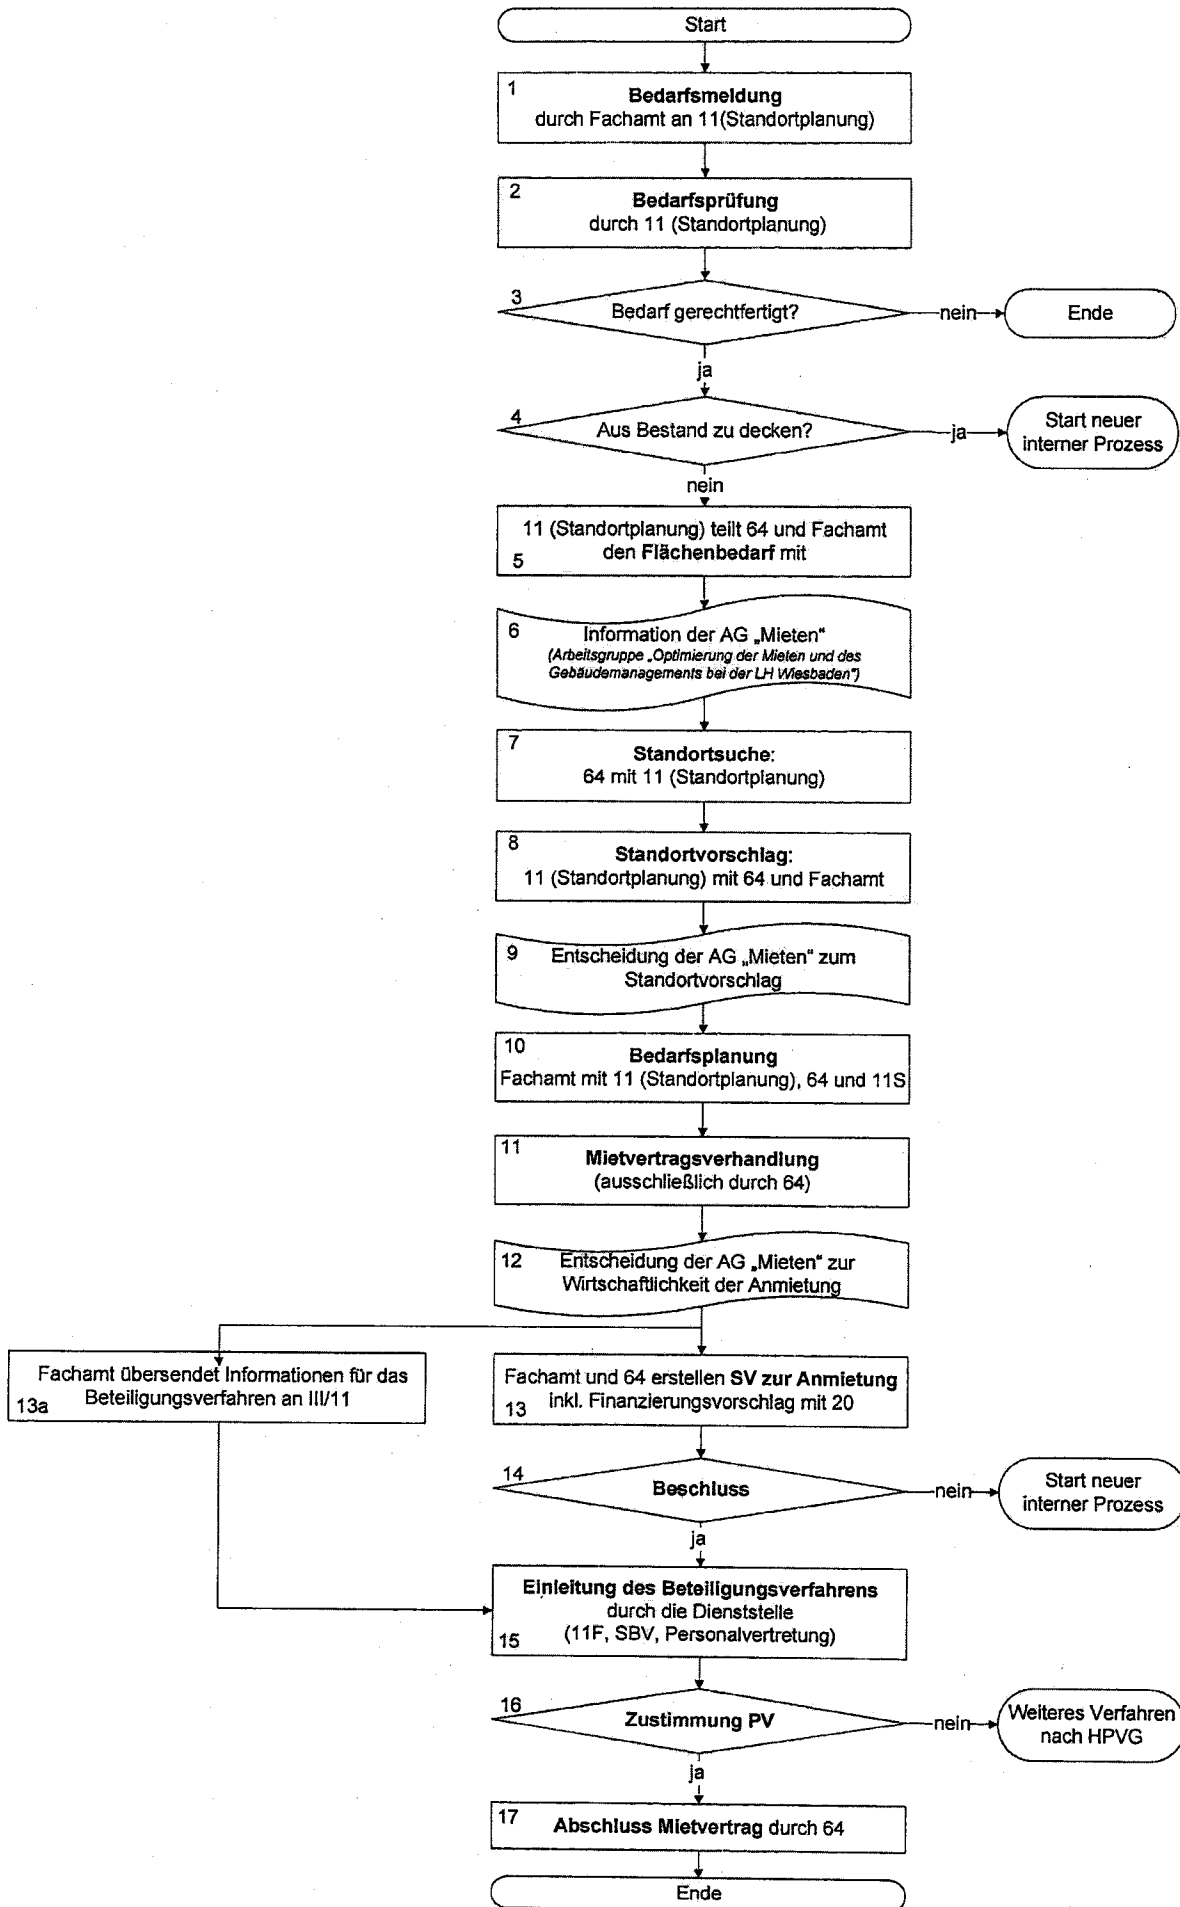 Start
1
Bedarfsmeldung
durch Fachamt an 11(Standortplanung)
2
Bedarfsprüfung
durch 11 (Standortplanung)
3
Bedarf gerechtfertigt?
nein
Ende
ja
4
Aus Bestand zu decken?
ja
Start neuer
interner Prozess
nein
11 (Standortplanung) teilt 64 und Fachamt
den Flächenbedarf mit
5
6
Information der AG „Mieten“
(Arbeitsgruppe „Optimierung der Mieten und des
Gebäudemanagements bei der LH Wiesbaden“)
7
Standortsuche:
64 mit 11 (Standortplanung)
8
Standortvorschlag:
11 (Standortplanung) mit 64 und Fachamt
9
Entscheidung der AG „Mieten“ zum
Standortvorschlag
10
Bedarfsplanung
Fachamt mit 11 (Standortplanung), 64 und 11S
11
Mietvertragsverhandlung
(ausschließlich durch 64)
12
Entscheidung der AG „Mieten“ zur
Wirtschaftlichkeit der Anmietung
Fachamt übersendet Informationen für das
Beteiligungsverfahren an III/11
13a
Fachamt und 64 erstellen SV zur Anmietung
inkl. Finanzierungsvorschlag mit 20
13
14
Beschluss
nein
Start neuer
interner Prozess
ja
Einleitung des Beteiligungsverfahrens
durch die Dienststelle
(11F, SBV, Personalvertretung)
15
16
Zustimmung PV
nein
Weiteres Verfahren
nach HPVG
ja
17
Abschluss Mietvertrag durch 64
Ende